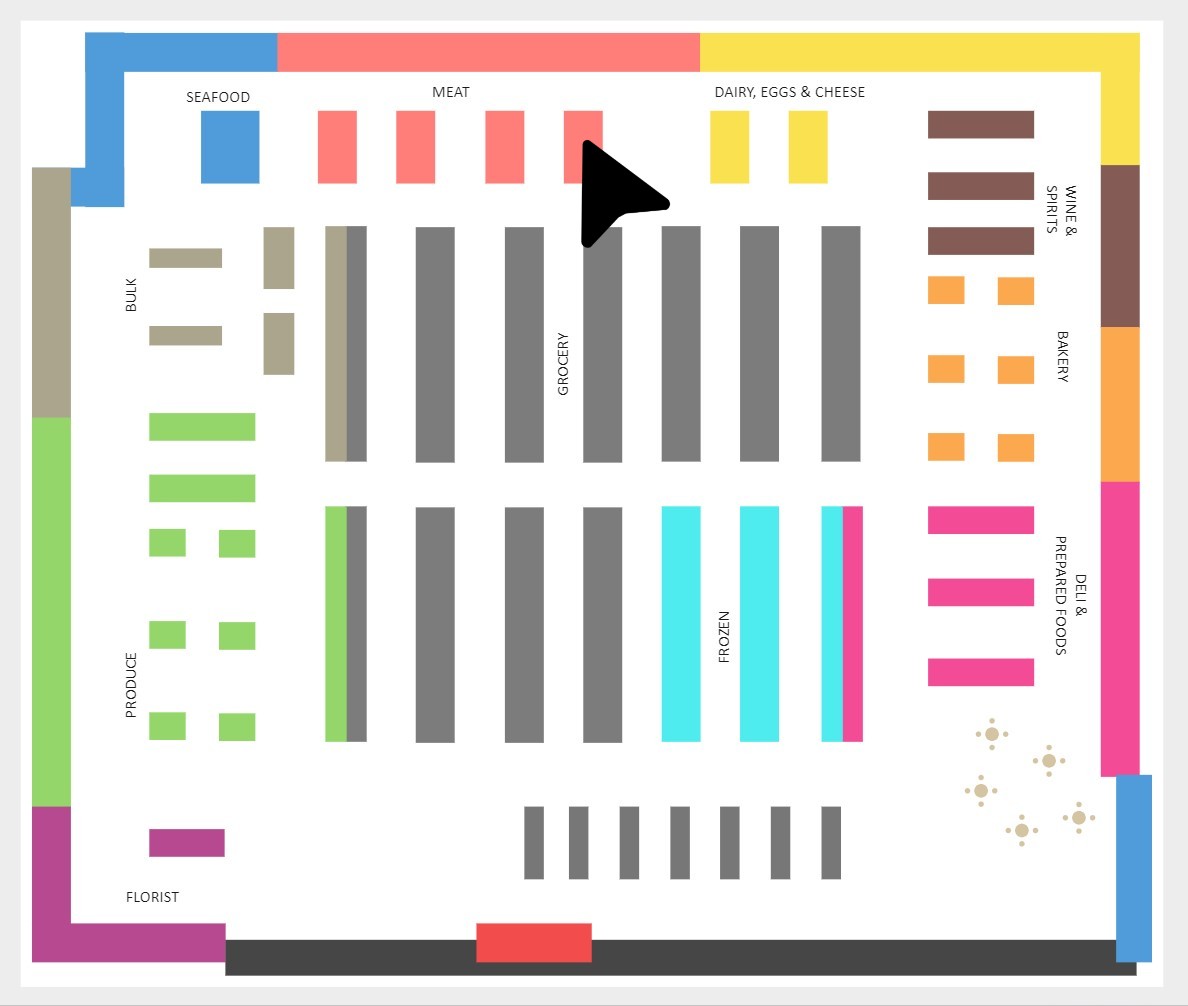 SEAFOOD
MEAT
DAIRY, EGGS & CHEESE
WINE &
SPIRITS
BULK
GROCERY
BAKERY
DELI &
PREPARED FOODS
FROZEN
PRODUCE
FLORIST